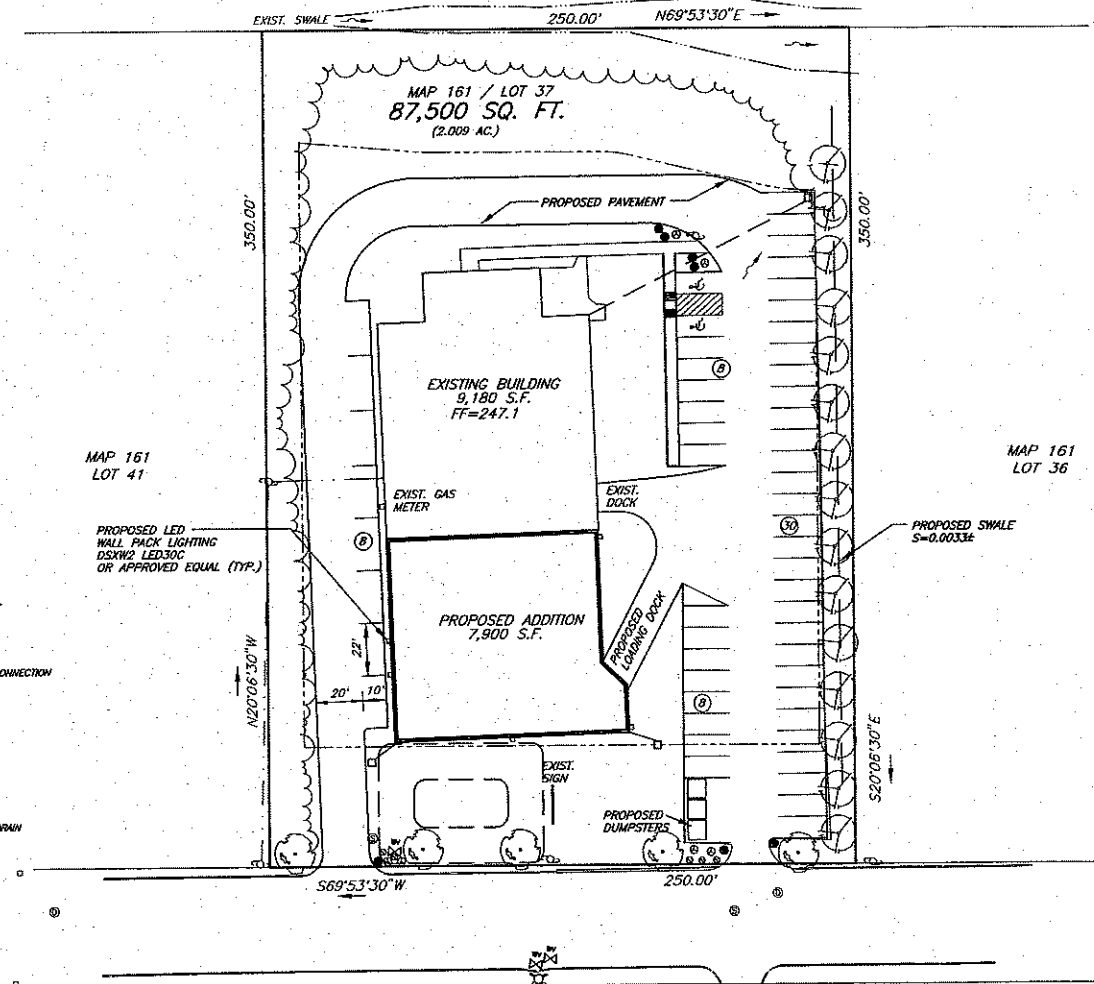 EXIST. SWALE
250.00'
N69°53'30"E
MAP 161 / LOT 37
87,500 SQ. FT.
(2.009 AC.)
350.00'
350.00'
PROPOSED PAVEMENT
EXISTING BUILDING
9,180 S.F.
FF=247.1
8
MAP 161
LOT 41
MAP 161
LOT 36
EXIST. GAS
METER
EXIST.
DOCK
PROPOSED LED
WALL PACK LIGHTING
DSXW2 LED30C
OR APPROVED EQUAL (TYP.)
8
30
PROPOSED SWALE
S=0.0033±
PROPOSED ADDITION
7,900 S.F.
PROPOSED
LOADING DOCK
22'
20'
10'
ONNECTION
N20°06'30"W
8
S20°06'30"E
EXIST.
SIGN
PROPOSED
DUMPSTERS
RAIN
S69°53'30"W
250.00'
S
S
S
S
WV
WV